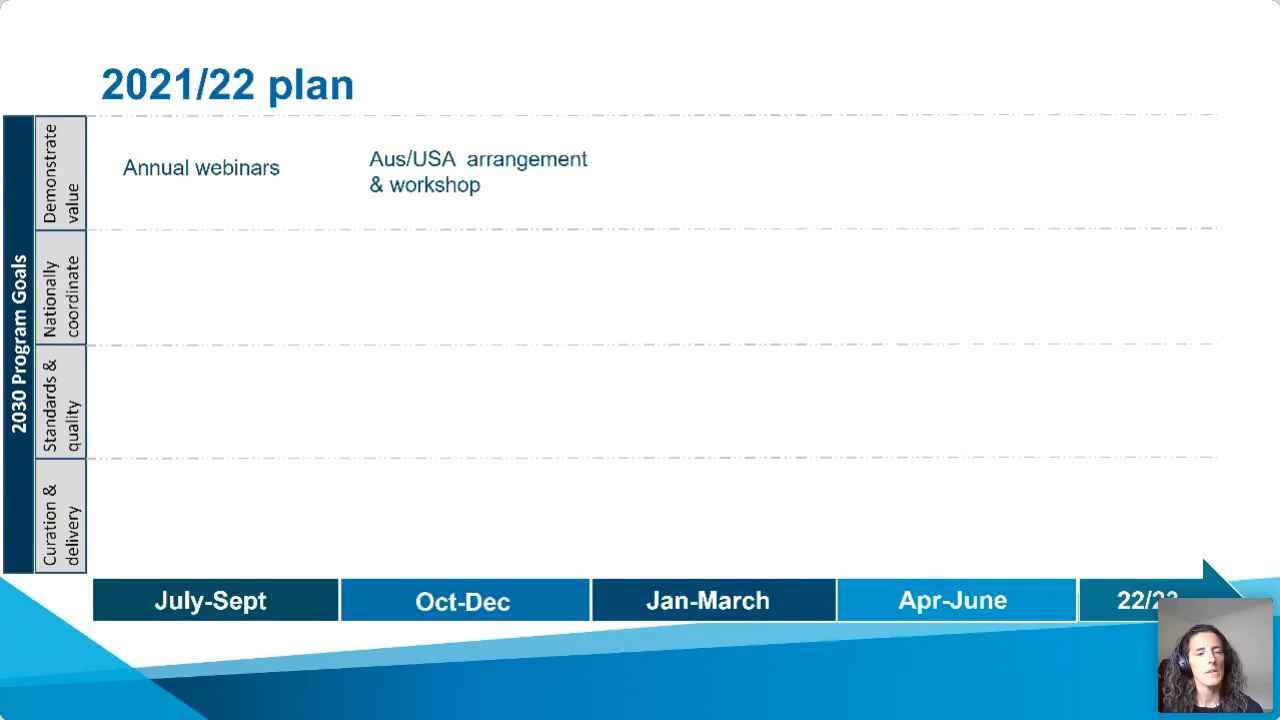 2021/22 plan
2030 Program Goals
Demonstrate
value
Annual webinars
Aus/USA arrangement
& workshop
Nationally
coordinate
Standards &
quality
Curation &
delivery
July-Sept
Oct-Dec
Jan-March
Apr-June